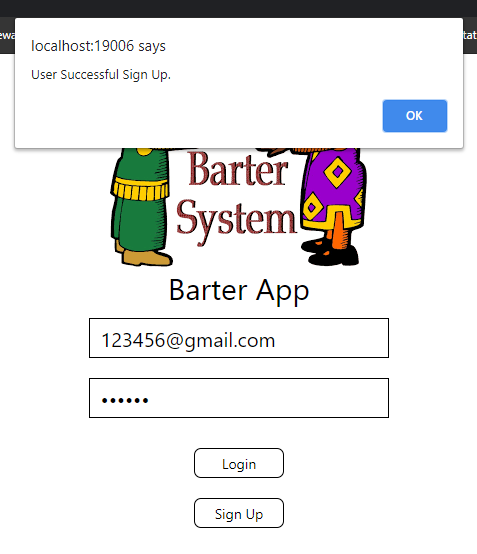 localhost:19006 says
User Successful Sign Up.
OK
Barter
System
Barter App
123456@gmail.com
••••••
Login
Sign Up